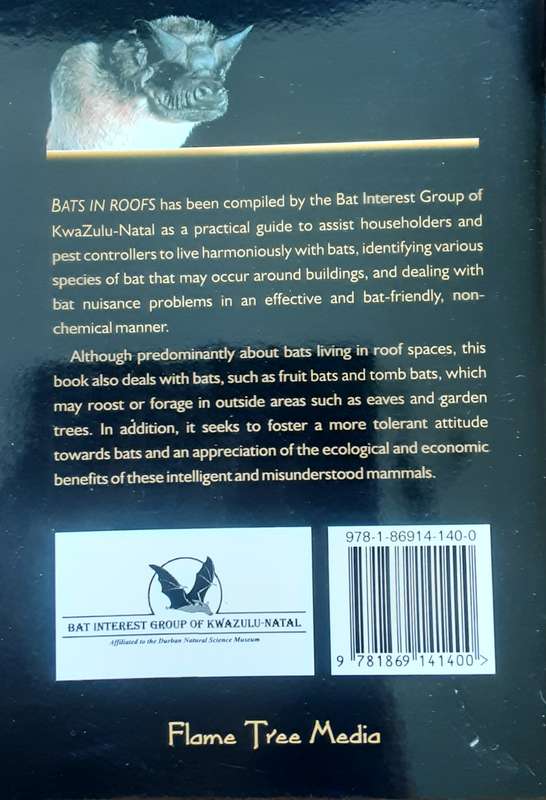 BATS IN ROOFS has been compiled by the Bat Interest Group of
KwaZulu-Natal as a practical guide to assist householders and
pest controllers to live harmoniously with bats, identifying various
species of bat that may occur around buildings, and dealing with
bat nuisance problems in an effective and bat-friendly, non-
chemical manner.
Although predominantly about bats living in roof spaces, this
book also deals with bats, such as fruit bats and tomb bats, which
may roost or forage in outside areas such as eaves and garden
trees. In addition, it seeks to foster a more tolerant attitude
towards bats and an appreciation of the ecological and economic
benefits of these intelligent and misunderstood mammals.
BAT INTEREST GROUP OF KWAZULU-NATAL
Affiliated to the Durban Natural Science Museum
978-1-86914-140-0
9 781869 141400 >
Flame Tree Media